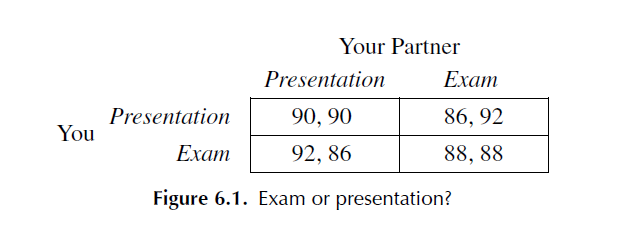 Your Partner
Presentation Exam
You
Presentation 90, 90 86, 92
Exam 92, 86 88, 88
Figure 6.1. Exam or presentation?